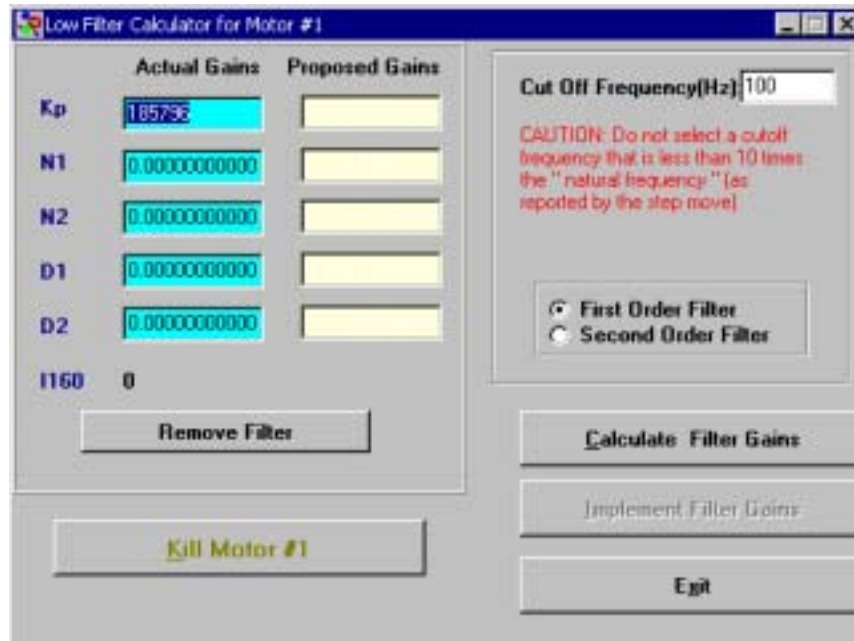 Low Filter Calculator for Motor #1
Actual Gains Proposed Gains
Kp 185796
N1 0.00000000000
N2 0.00000000000
D1 0.00000000000
D2 0.00000000000
I160 0
Remove Filter
Kill Motor #1
Cut Off Frequency(Hz) 100
CAUTION: Do not select a cutoff
frequency that is less than 10 times
the "natural frequency" (as
reported by the step move)
First Order Filter
Second Order Filter
Calculate Filter Gains
Implement Filter Gains
Exit